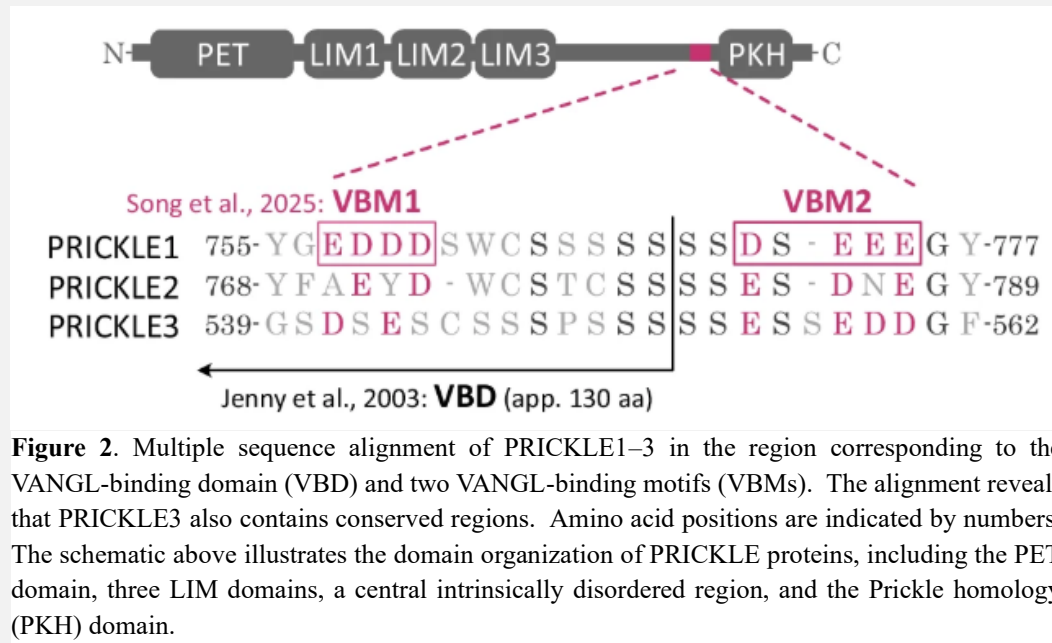 N PET LIM1 LIM2 LIM3 PKH C
Song et al., 2025: VBM1 VBM2
PRICKLE1 755-Y G E D D D S W C S S S S S S S D S - E E E G Y-777
PRICKLE2 768-Y F A E Y D - W C S T C S S S S E S - D N E G Y-789
PRICKLE3 539-G S D S E S C S S S P S S S S S E S S E D D G F-562
Jenny et al., 2003: VBD (app. 130 aa)
Figure 2. Multiple sequence alignment of PRICKLE1–3 in the region corresponding to the
VANGL-binding domain (VBD) and two VANGL-binding motifs (VBMs). The alignment reveal
that PRICKLE3 also contains conserved regions. Amino acid positions are indicated by numbers
The schematic above illustrates the domain organization of PRICKLE proteins, including the PET
domain, three LIM domains, a central intrinsically disordered region, and the Prickle homology
(PKH) domain.